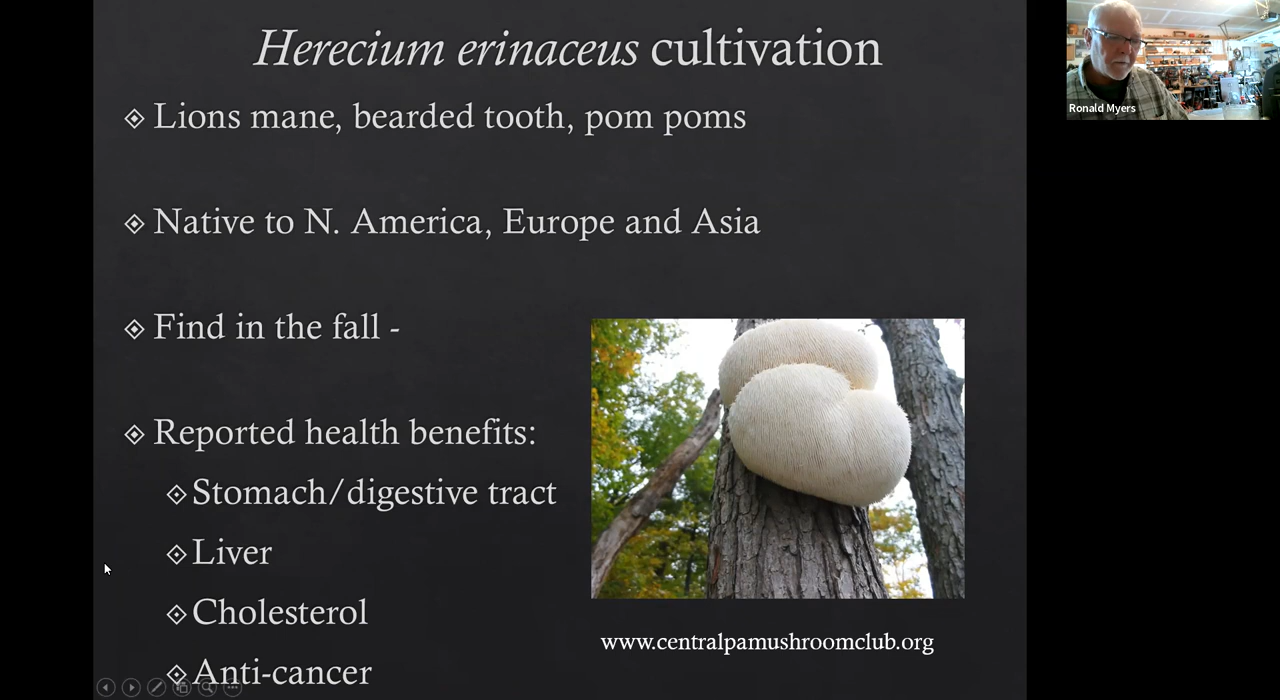 Herecium erinaceus cultivation
Lions mane, bearded tooth, pom poms
Native to N. America, Europe and Asia
Find in the fall -
Reported health benefits:
Stomach/digestive tract
Liver
Cholesterol
Anti-cancer
www.centralpamushroomclub.org
Ronald Myers